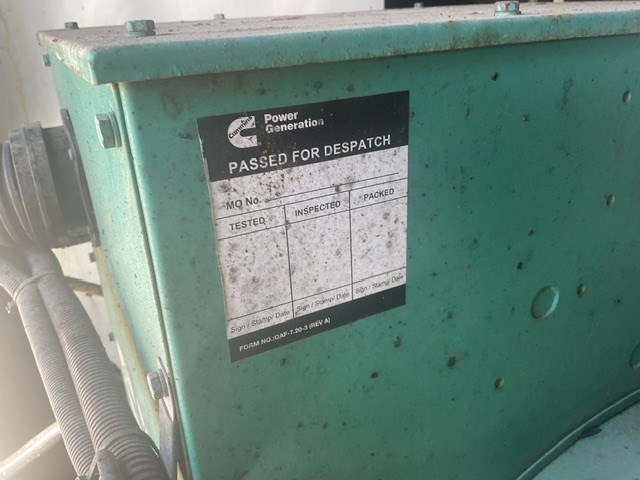 Cummins
Power
Generation
PASSED FOR DESPATCH
MO No.
TESTED INSPECTED PACKED
Sign / Stamp/ Date Sign / Stamp/ Date Sign / Stamp/ Date
FORM NO.:OAF-7.20-3 (REV A)